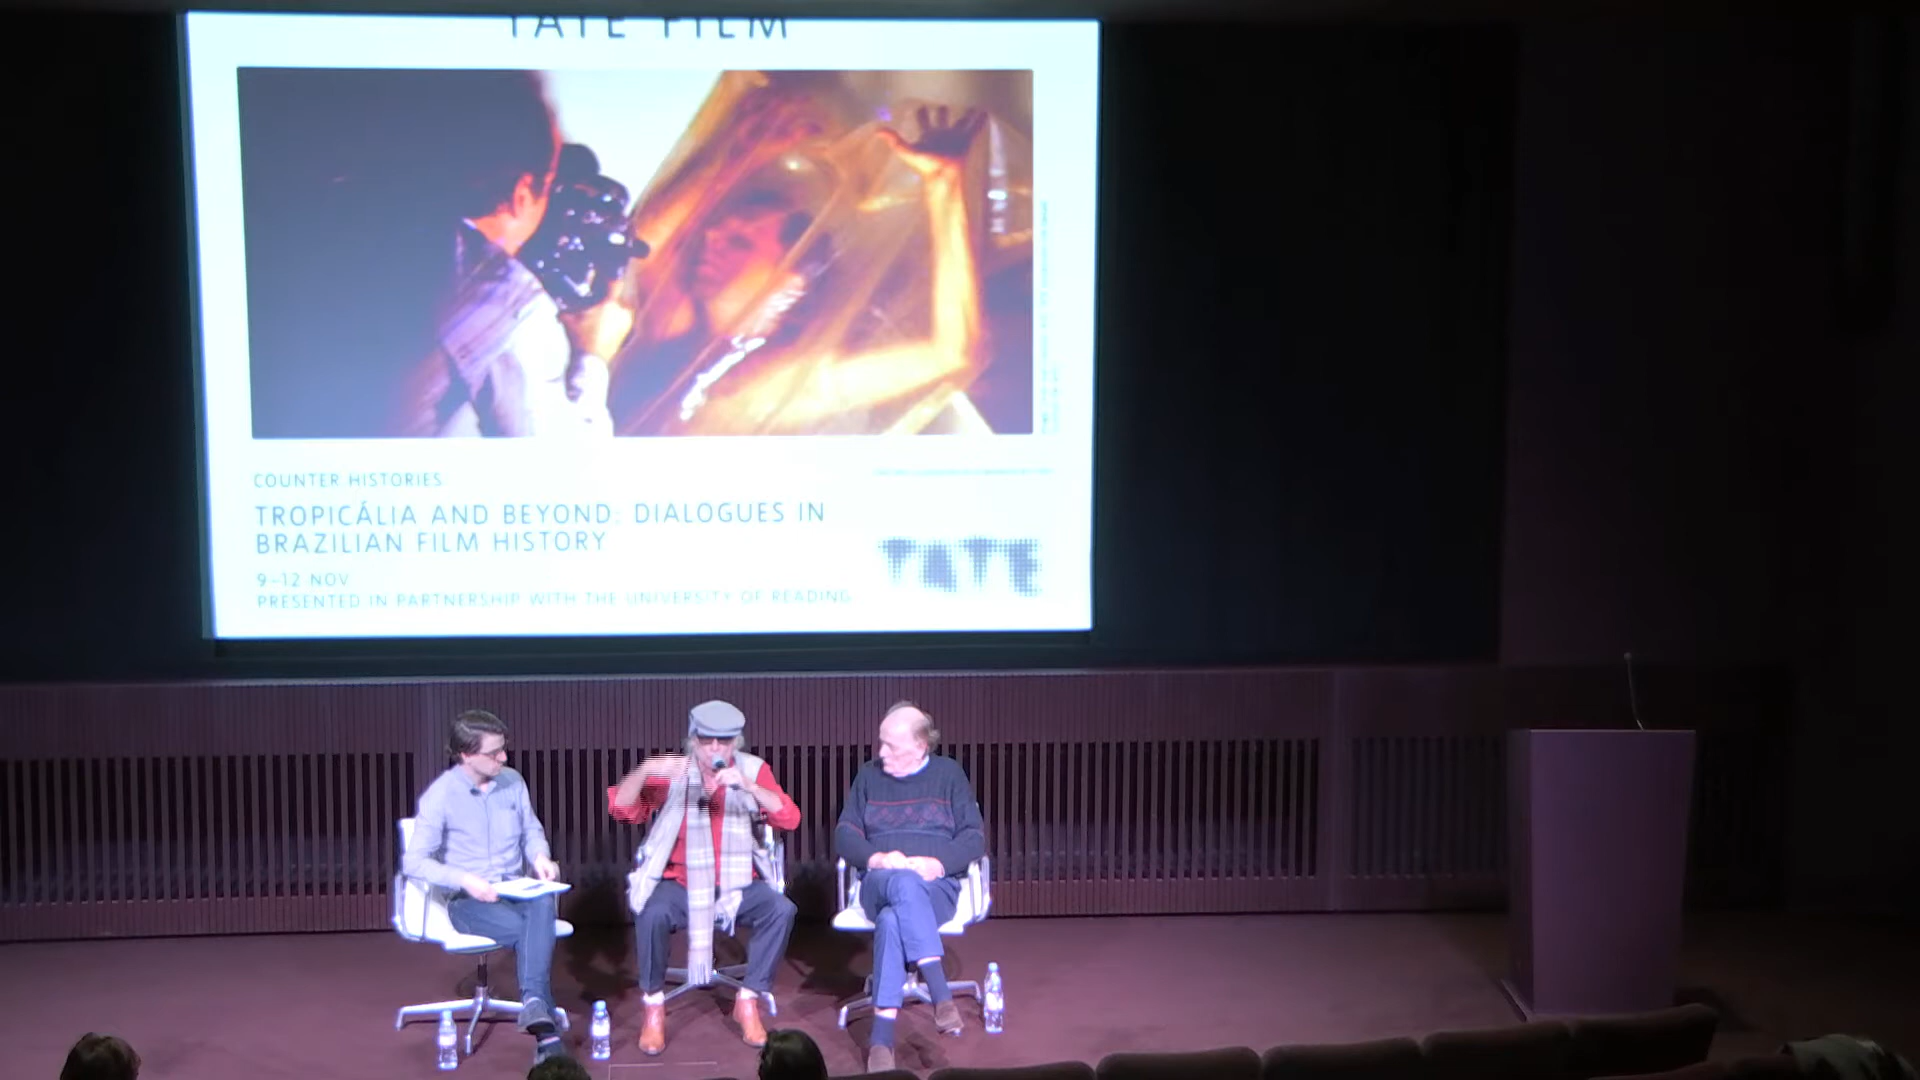 TATE FILM
COUNTER HISTORIES
TROPICÁLIA AND BEYOND: DIALOGUES IN
BRAZILIAN FILM HISTORY
9–12 NOV
PRESENTED IN PARTNERSHIP WITH THE UNIVERSITY OF READING
TATE